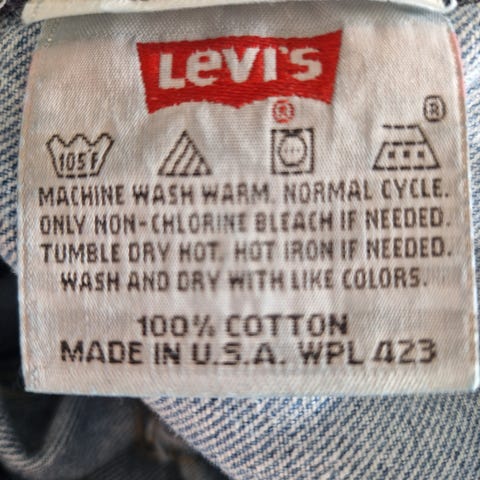 LEVI'S
®
®
105F
MACHINE WASH WARM. NORMAL CYCLE.
ONLY NON-CHLORINE BLEACH IF NEEDED.
TUMBLE DRY HOT. HOT IRON IF NEEDED.
WASH AND DRY WITH LIKE COLORS.
100% COTTON
MADE IN U.S.A. WPL 423